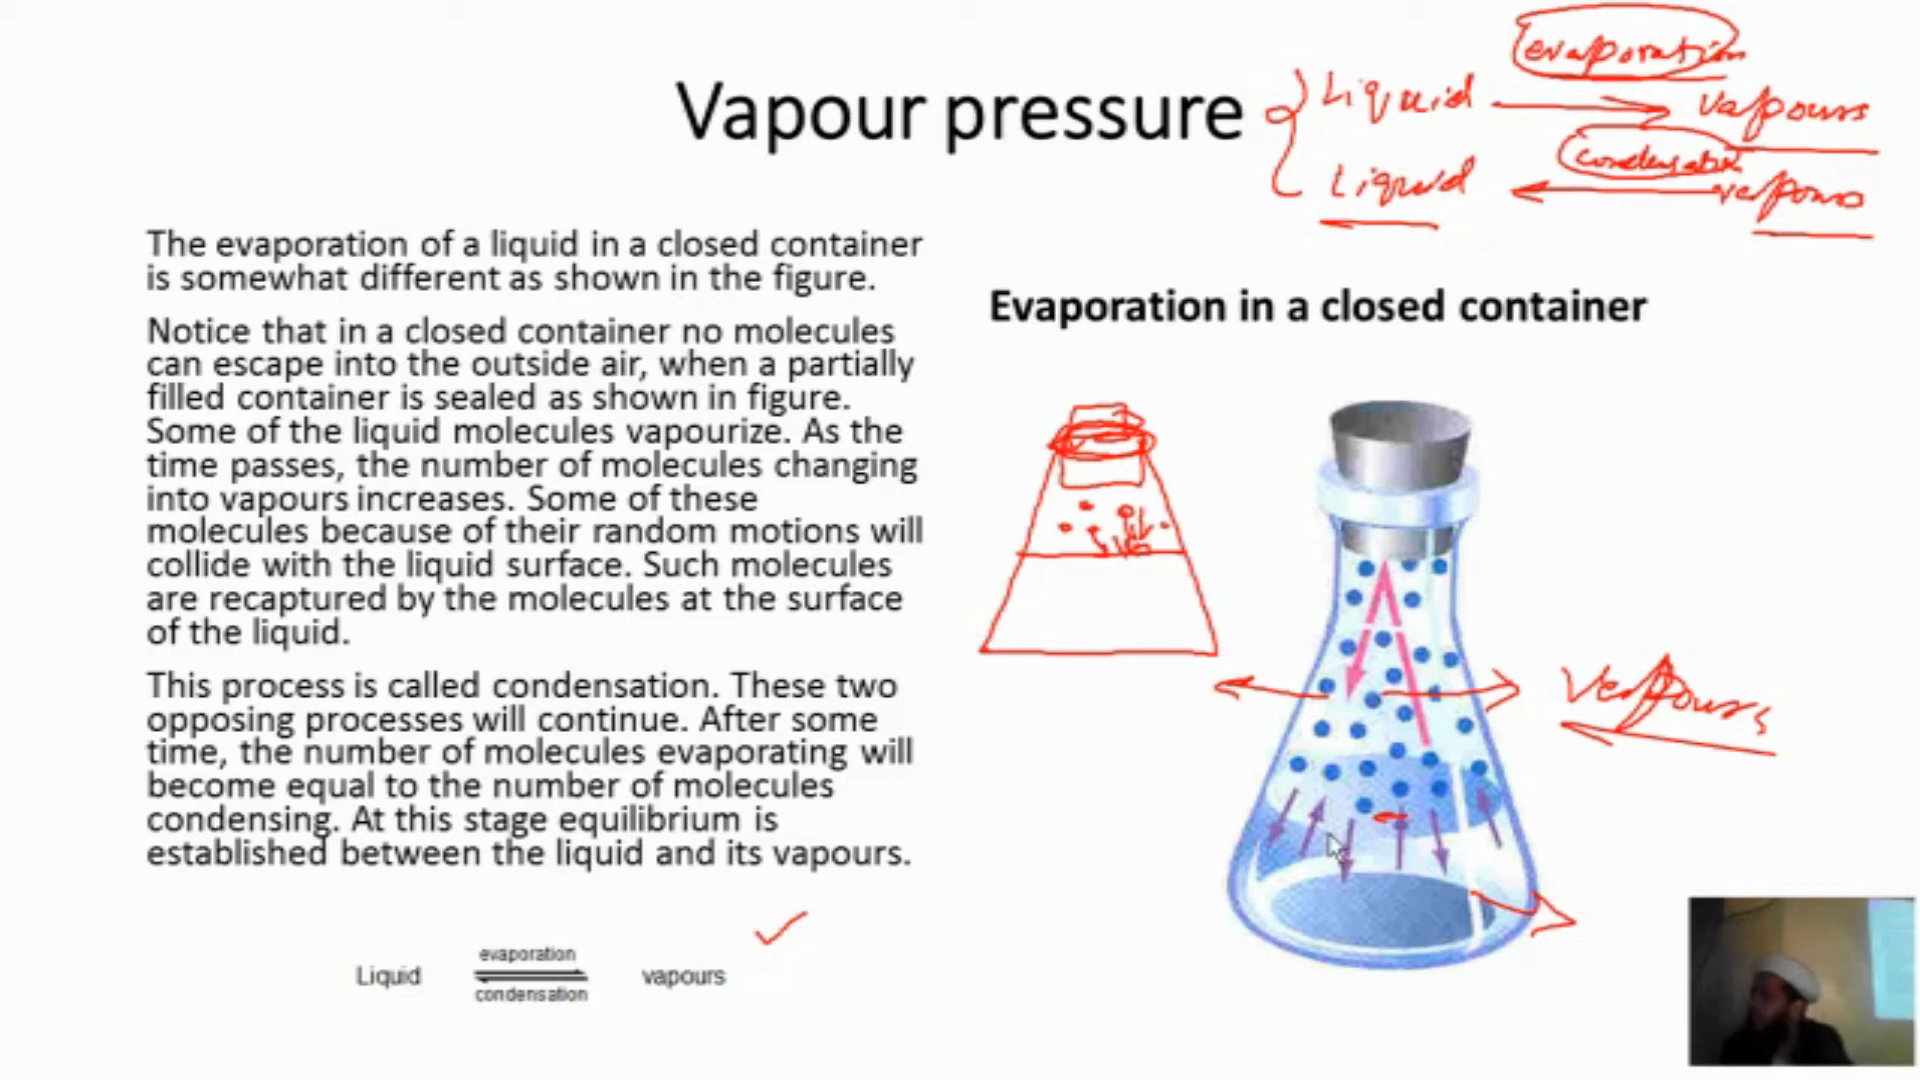 evaporation
Vapour pressure
Liquid
vapours
condensation
Liquid
vapours
The evaporation of a liquid in a closed container
is somewhat different as shown in the figure.
Notice that in a closed container no molecules
can escape into the outside air, when a partially
filled container is sealed as shown in figure.
Some of the liquid molecules vapourize. As the
time passes, the number of molecules changing
into vapours increases. Some of these
molecules because of their random motions will
collide with the liquid surface. Such molecules
are recaptured by the molecules at the surface
of the liquid.
This process is called condensation. These two
opposing processes will continue. After some
time, the number of molecules evaporating will
become equal to the number of molecules
condensing. At this stage equilibrium is
established between the liquid and its vapours.
evaporation
Liquid
vapours
condensation
Evaporation in a closed container
Vapours